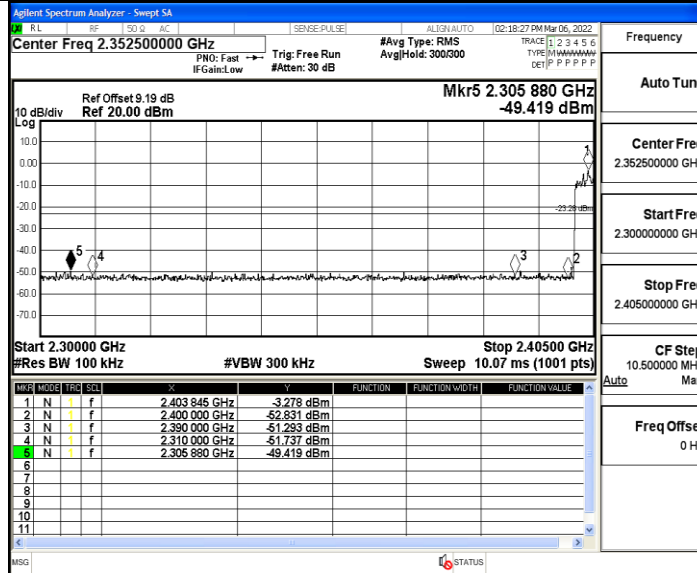 Agilent Spectrum Analyzer - Swept SA
RL RF 50 Ω AC SENSE:PULSE ALIGN AUTO 02:18:27 PM Mar 06, 2022
Center Freq 2.352500000 GHz
PNO: Fast
IFGain:Low
Trig: Free Run
#Atten: 30 dB
#Avg Type: RMS
Avg|Hold: 300/300
TRACE 1 2 3 4 5 6
TYPE M
DET P P P P P P
Ref Offset 9.19 dB
Ref 20.00 dBm
10 dB/div
Log
Mkr5 2.305 880 GHz
-49.419 dBm
10.0
0.00
-10.0
-20.0
-30.0
-40.0
-50.0
-60.0
-70.0
1
-23.28 dBm
5
4
3
2
Start 2.30000 GHz Stop 2.40500 GHz
#Res BW 100 kHz #VBW 300 kHz Sweep 10.07 ms (1001 pts)
MKR MODE TRC SCL X Y FUNCTION FUNCTION WIDTH FUNCTION VALUE
1 N 1 f 2.403 845 GHz -3.278 dBm
2 N 1 f 2.400 000 GHz -52.831 dBm
3 N 1 f 2.390 000 GHz -51.293 dBm
4 N 1 f 2.310 000 GHz -51.737 dBm
5 N 1 f 2.305 880 GHz -49.419 dBm
6
7
8
9
10
11
MSG STATUS
Frequency
Auto Tun
Center Fre
2.352500000 GH
Start Fre
2.300000000 GH
Stop Fre
2.405000000 GH
CF Ste
10.500000 MH
Auto Ma
Freq Offse
0 H